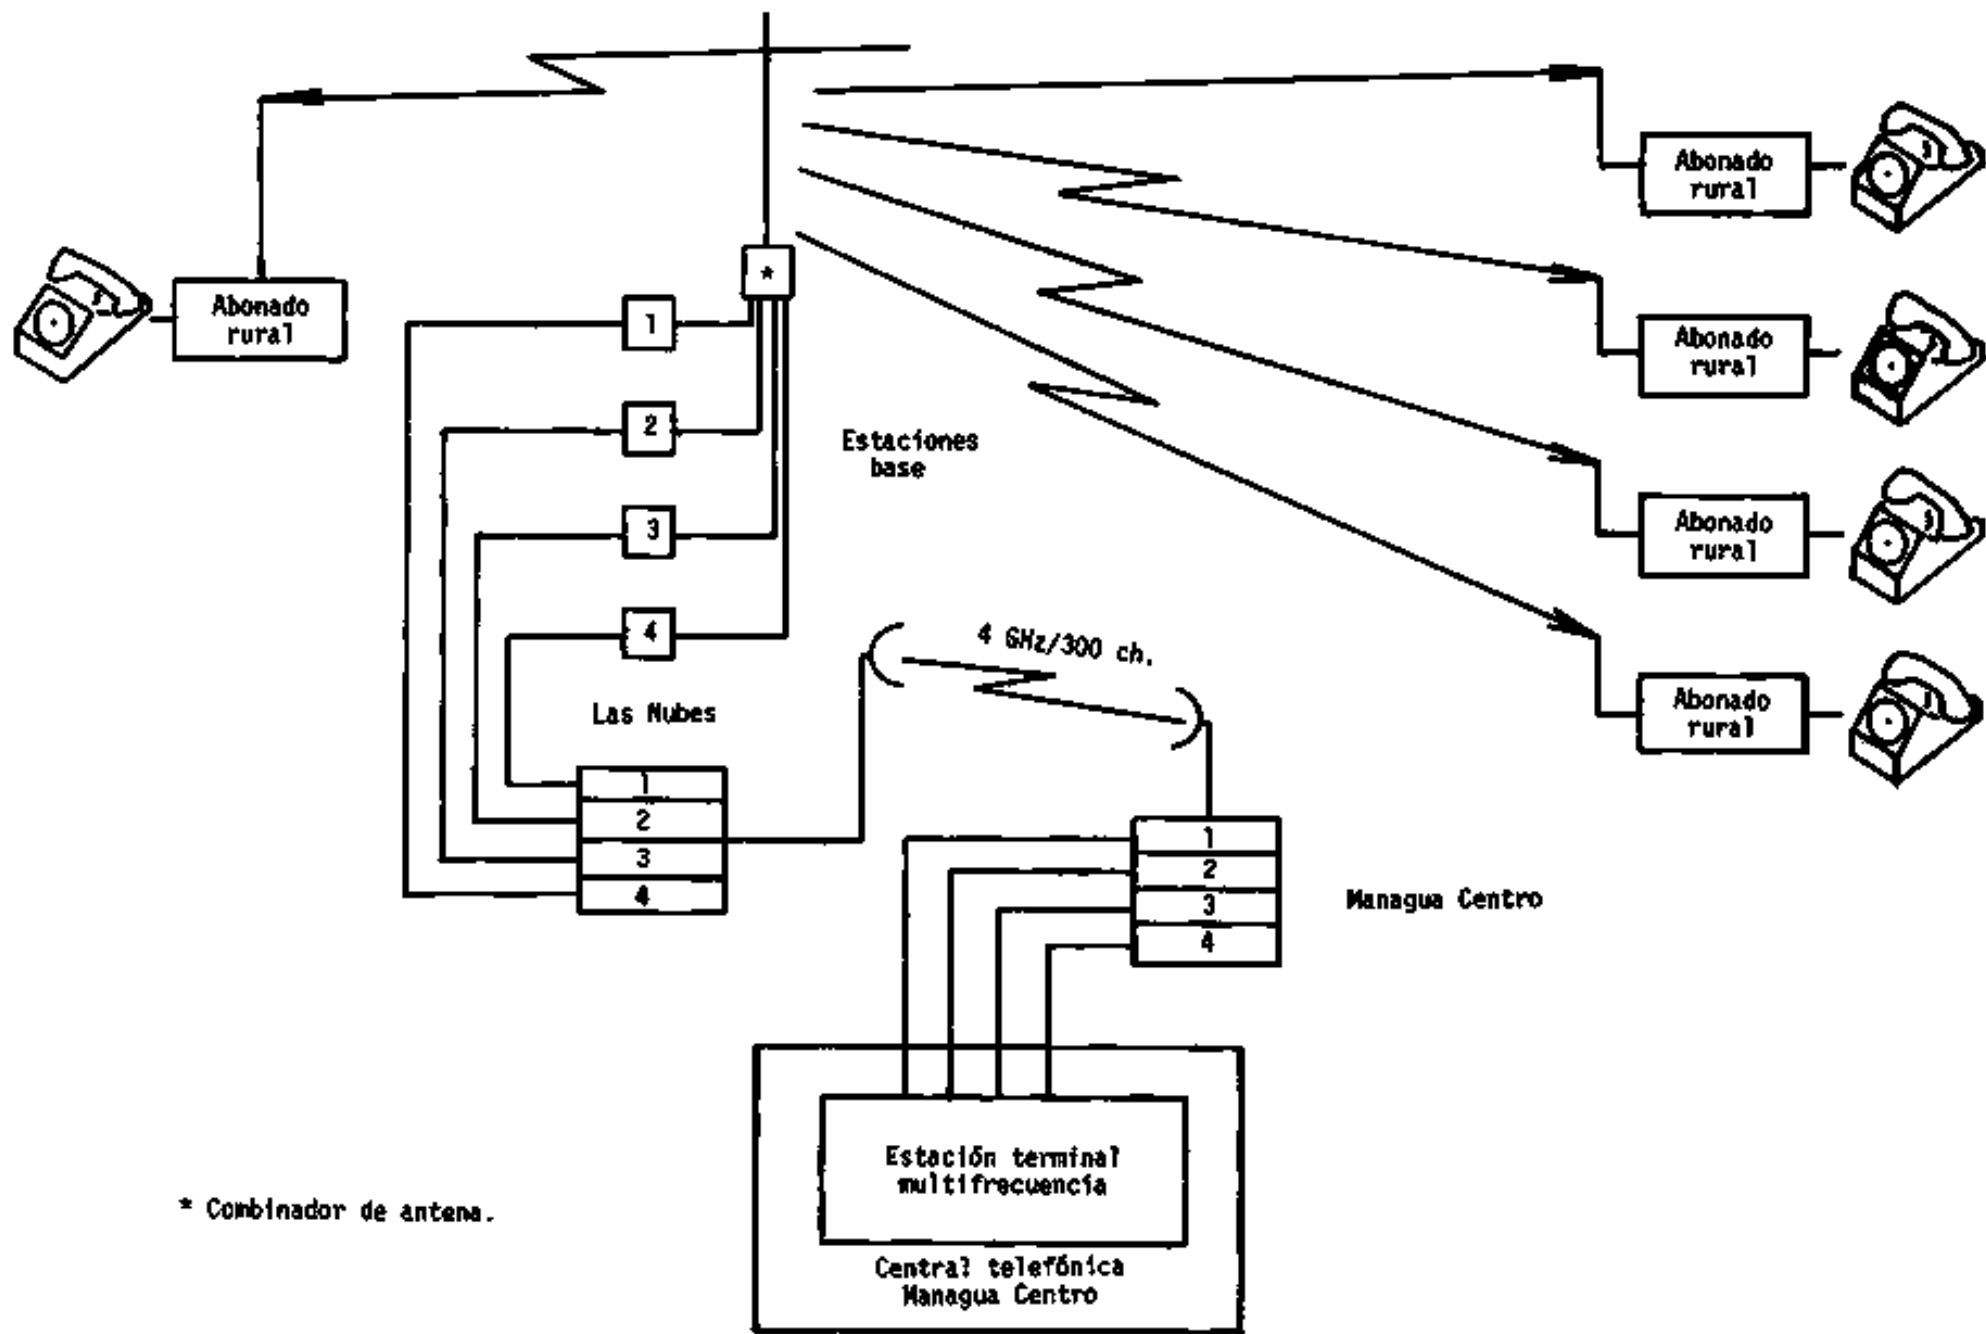 Abonado
rural
Abonado
rural
*
1
Abonado
rural
2
Estaciones
base
3
Abonado
rural
4
4 GHz/300 ch.
Las Nubes
Abonado
rural
1
2
3
4
1
2
3
4
Managua Centro
Estación terminal
multifrecuencia
* Combinador de antena.
Central telefónica
Managua Centro